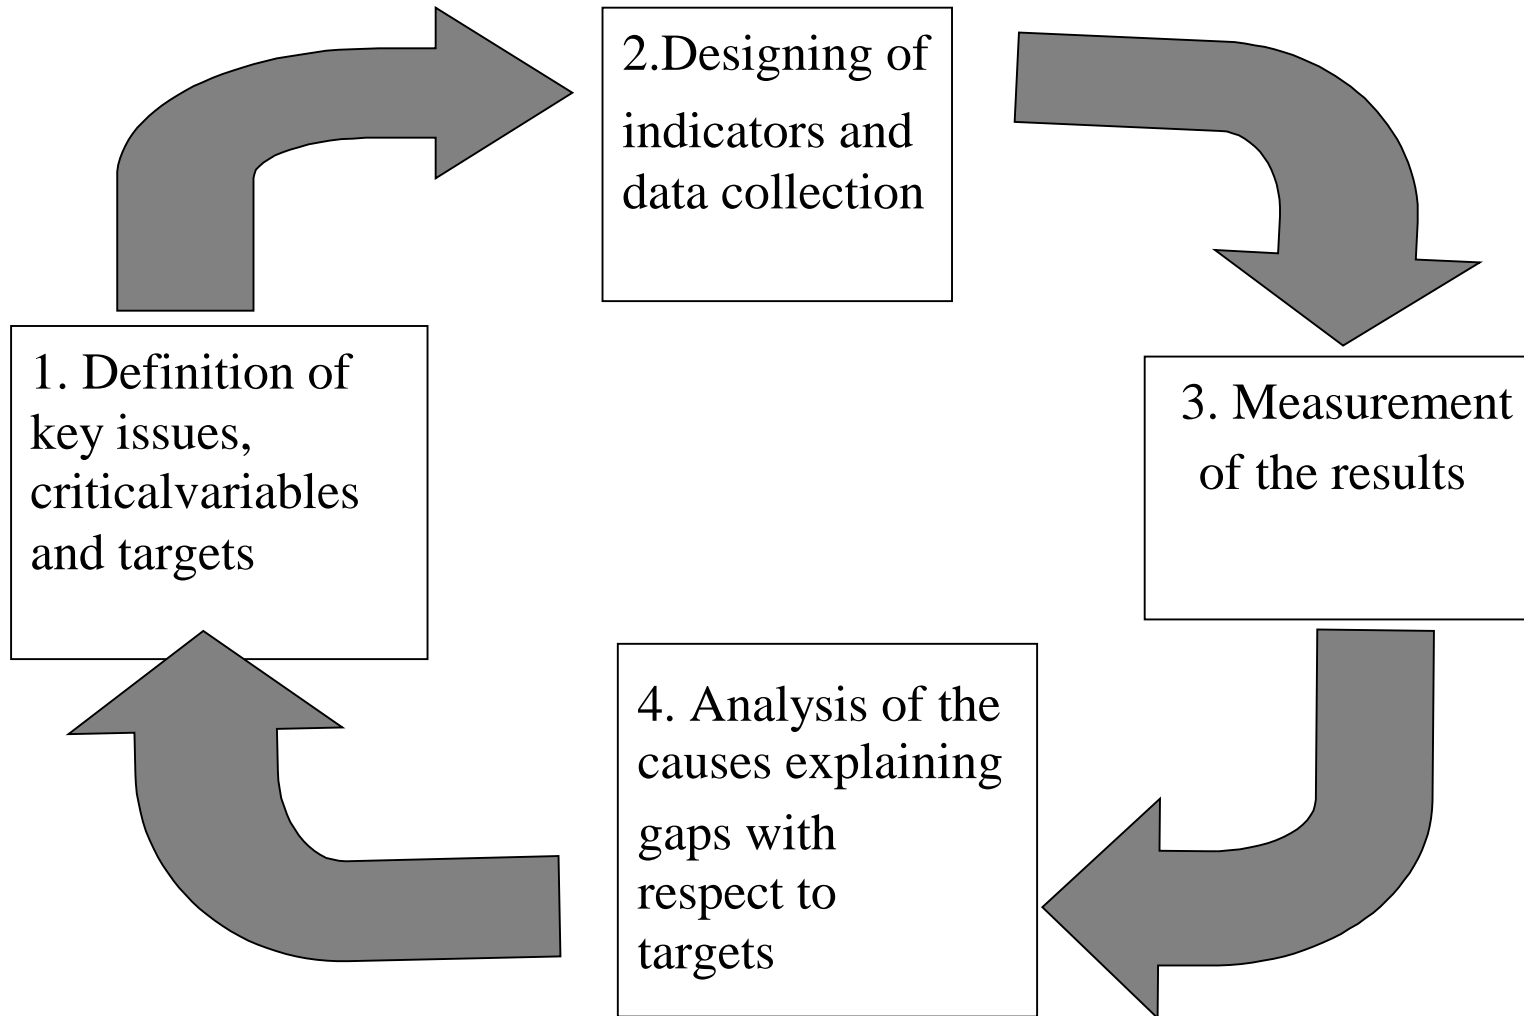 1. Definition of
key issues,
criticalvariables
and targets
2.Designing of
indicators and
data collection
3. Measurement
of the results
4. Analysis of the
causes explaining
gaps with
respect to
targets